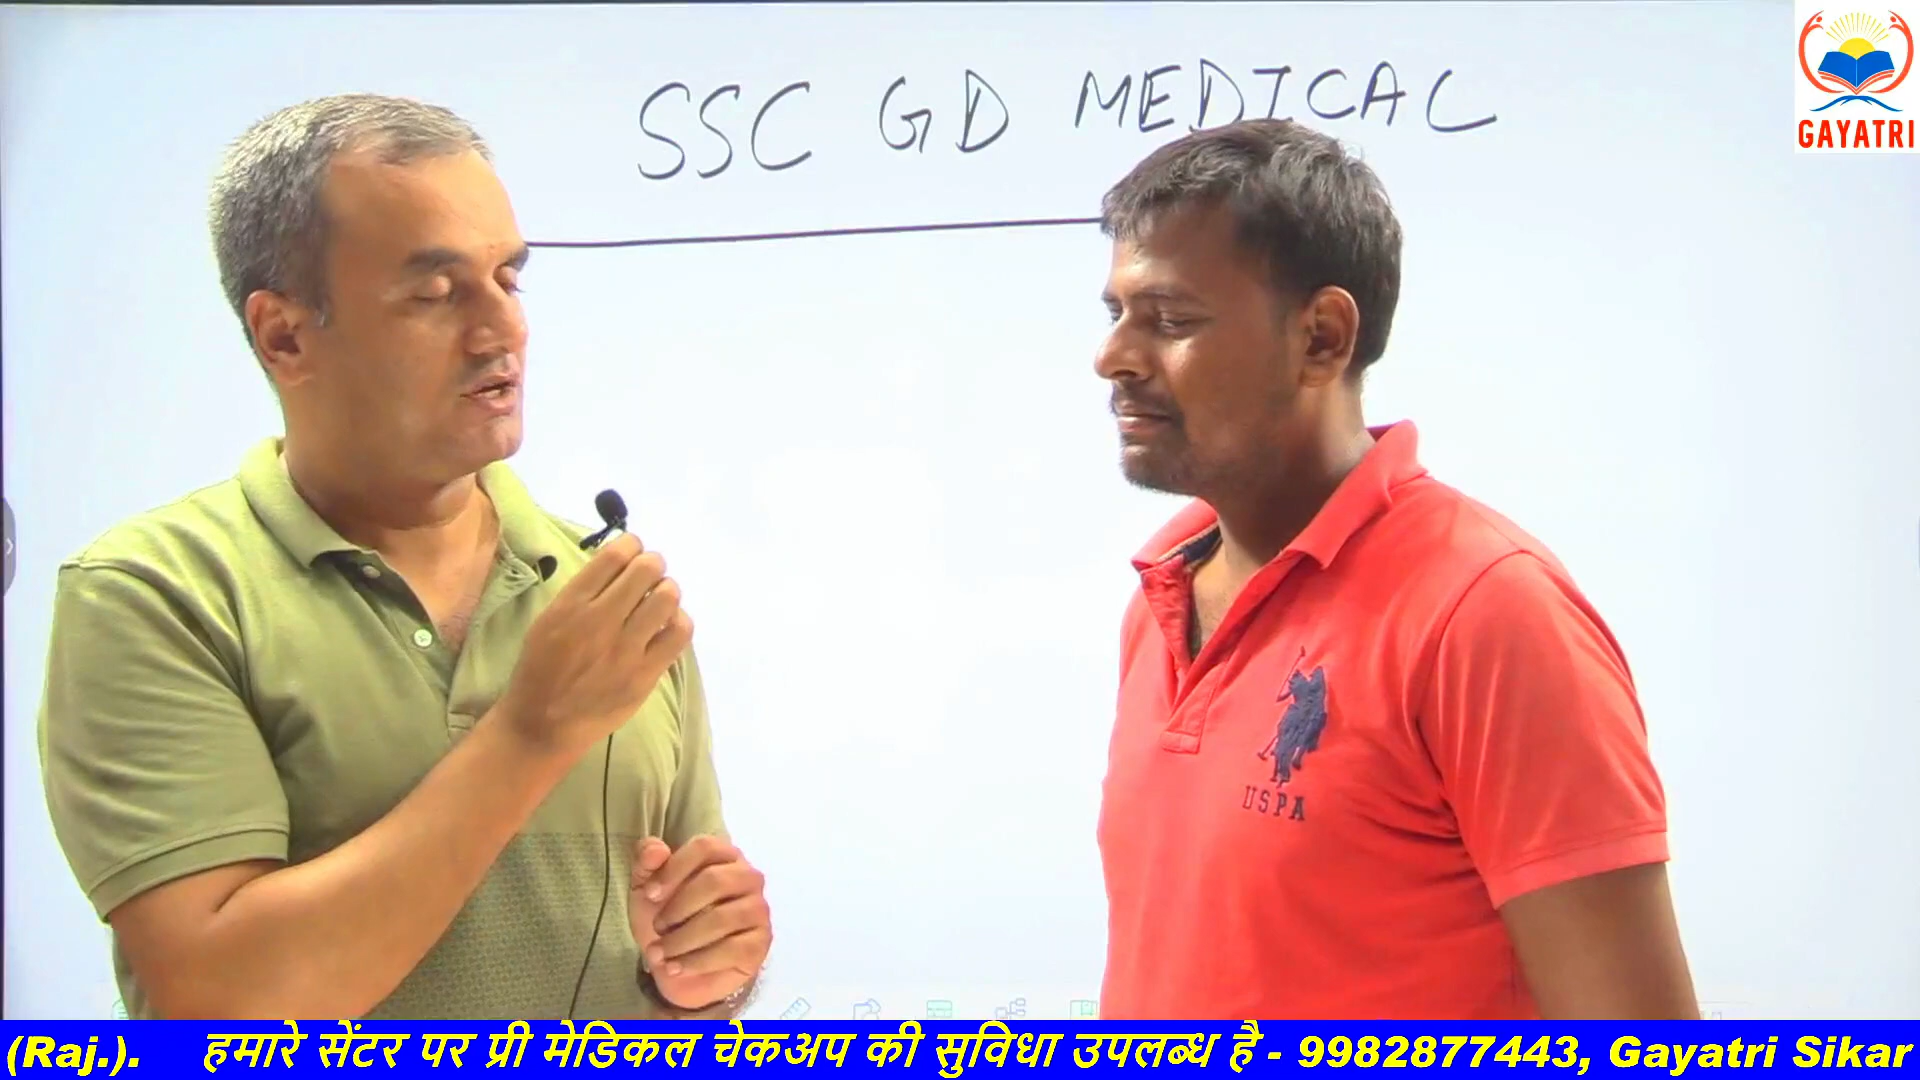 SSC GD MEDICAL
GAYATRI
USPA
(Raj.). हमारे सेंटर पर प्री मेडिकल चेकअप की सुविधा उपलब्ध है - 9982877443, Gayatri Sikar